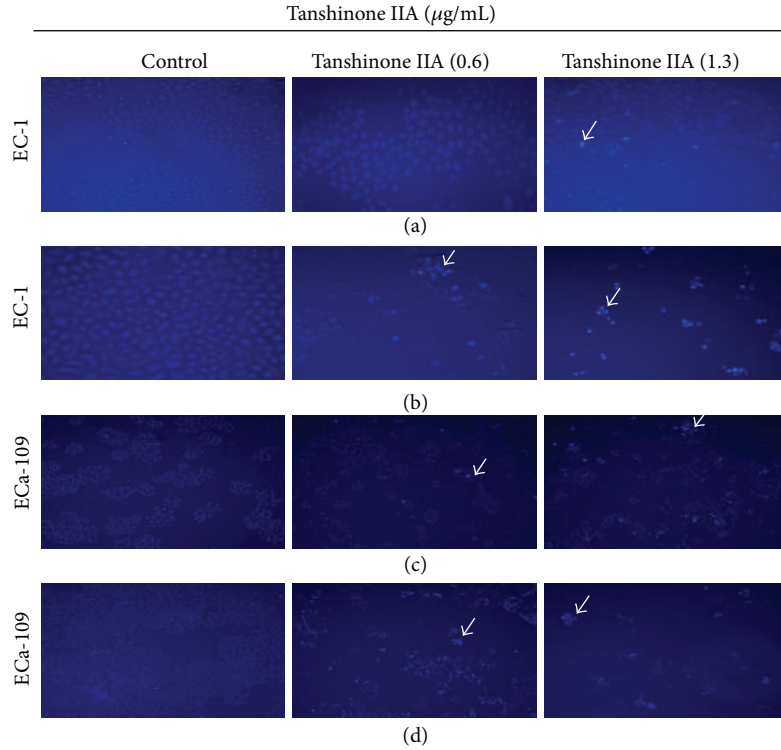 Tanshinone IIA (μg/mL)
Control Tanshinone IIA (0.6) Tanshinone IIA (1.3)
EC-1
(a)
EC-1
(b)
ECa-109
(c)
ECa-109
(d)